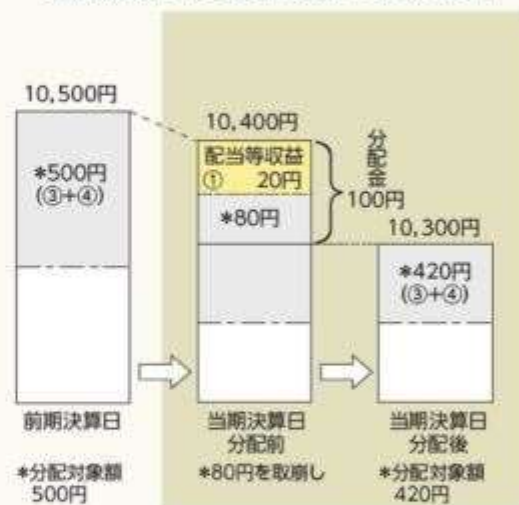 10,500円
*500円
(③+④)
前期決算日
*分配対象額
500円
10,400円
配当等収益
① 20円
*80円
分配金
100円
当期決算日
分配前
*80円を取崩し
10,300円
*420円
(③+④)
当期決算日
分配後
*分配対象額
420円